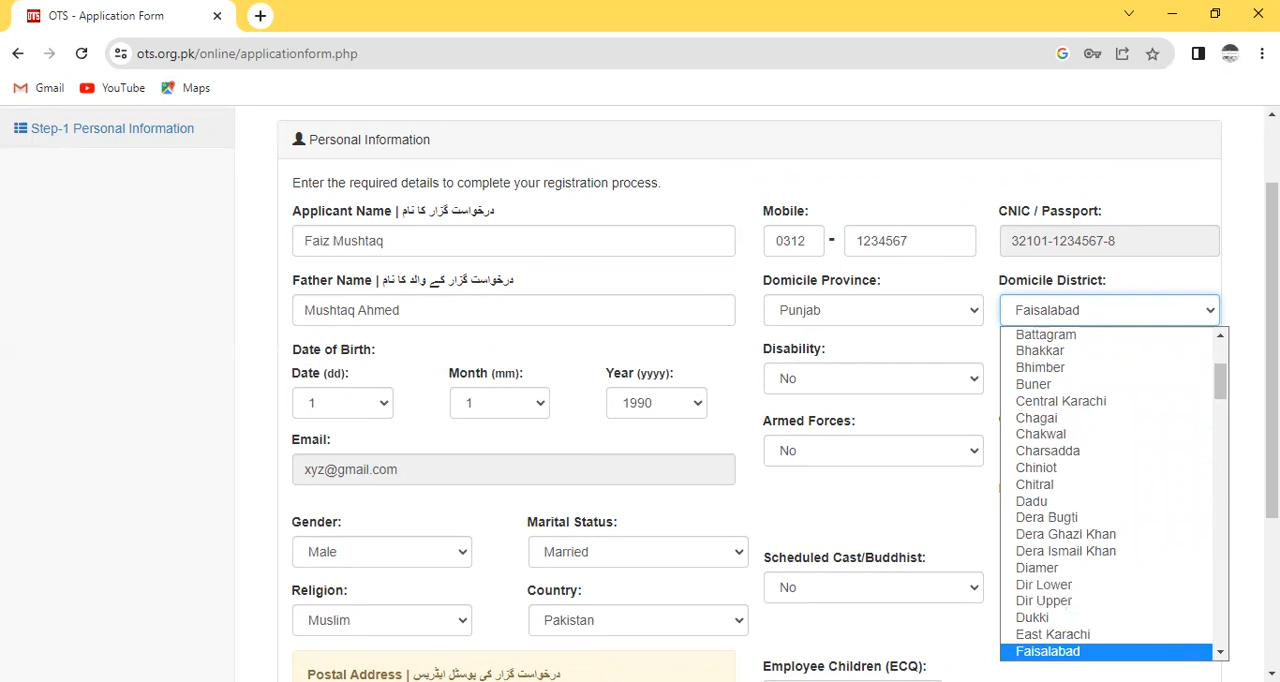 OTS - Application Form
ots.org.pk/online/applicationform.php
Gmail YouTube Maps
Step-1 Personal Information
Personal Information
Enter the required details to complete your registration process.
Applicant Name | درخواست گزار کا نام
Faiz Mushtaq
Mobile:
0312 - 1234567
CNIC / Passport:
32101-1234567-8
Father Name | درخواست گزار کے والد کا نام
Mushtaq Ahmed
Domicile Province:
Punjab
Domicile District:
Faisalabad
Battagram
Bhakkar
Bhimber
Buner
Central Karachi
Chagai
Chakwal
Charsadda
Chiniot
Chitral
Dadu
Dera Bugti
Dera Ghazi Khan
Dera Ismail Khan
Diamer
Dir Lower
Dir Upper
Dukki
East Karachi
Faisalabad
Date of Birth:
Date (dd): Month (mm): Year (yyyy):
1 1 1990
Disability:
No
Armed Forces:
No
Email:
xyz@gmail.com
Gender: Marital Status:
Male Married
Scheduled Cast/Buddhist:
No
Religion: Country:
Muslim Pakistan
Postal Address | درخواست گزار کی پوسٹل ایڈریس
Employee Children (ECQ):